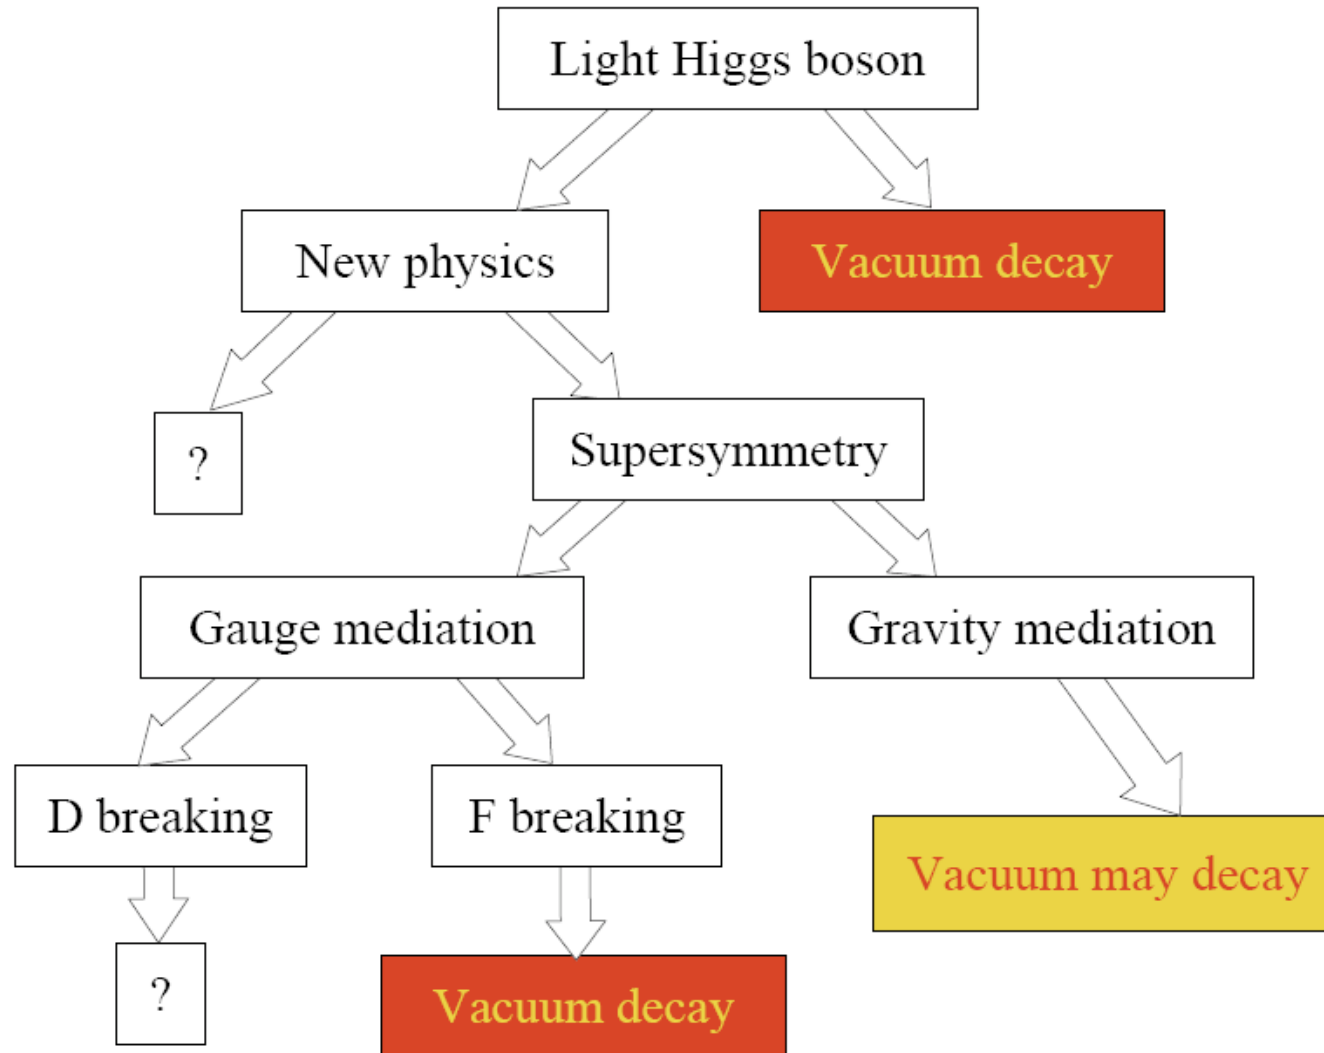 Light Higgs boson
New physics
Vacuum decay
?
Supersymmetry
Gauge mediation
Gravity mediation
D breaking
F breaking
Vacuum may decay
?
Vacuum decay